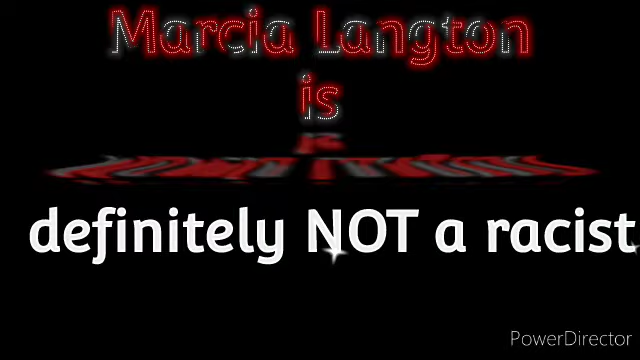 Marcia Langton
is
definitely NOT a racist
PowerDirector